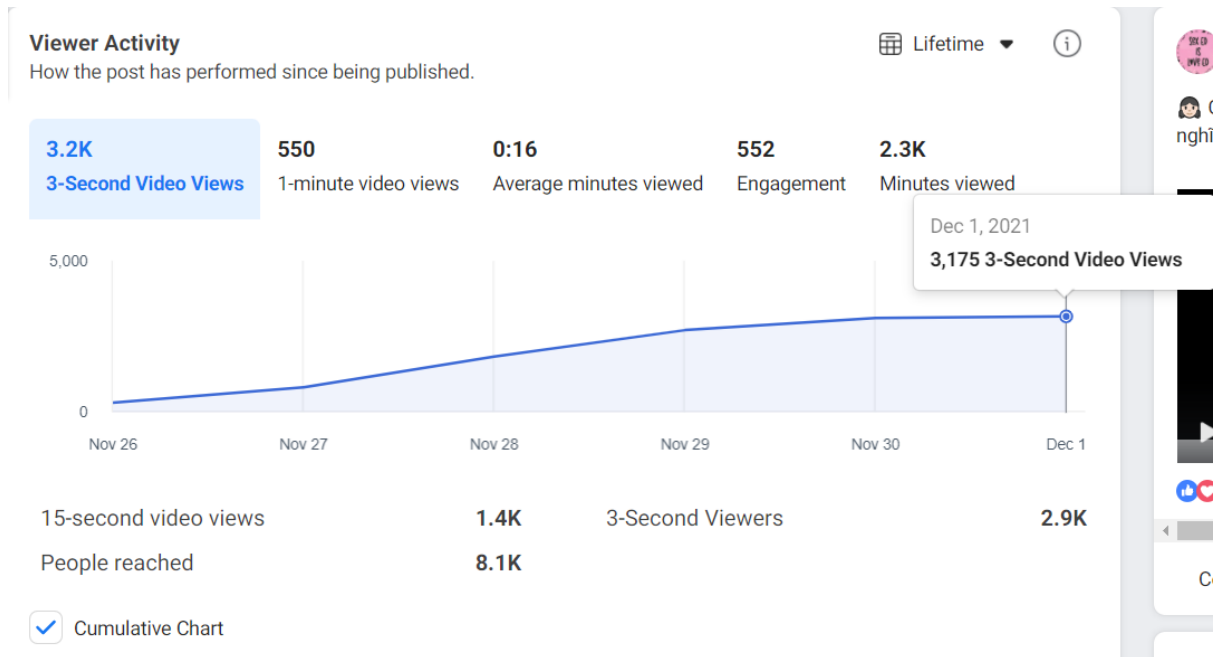 Viewer Activity
How the post has performed since being published.
Lifetime
3.2K
3-Second Video Views
550
1-minute video views
0:16
Average minutes viewed
552
Engagement
2.3K
Minutes viewed
Dec 1, 2021
3,175 3-Second Video Views
5,000
0
Nov 26
Nov 27
Nov 28
Nov 29
Nov 30
Dec 1
15-second video views 1.4K
3-Second Viewers 2.9K
People reached 8.1K
Cumulative Chart
SEX ED
IS